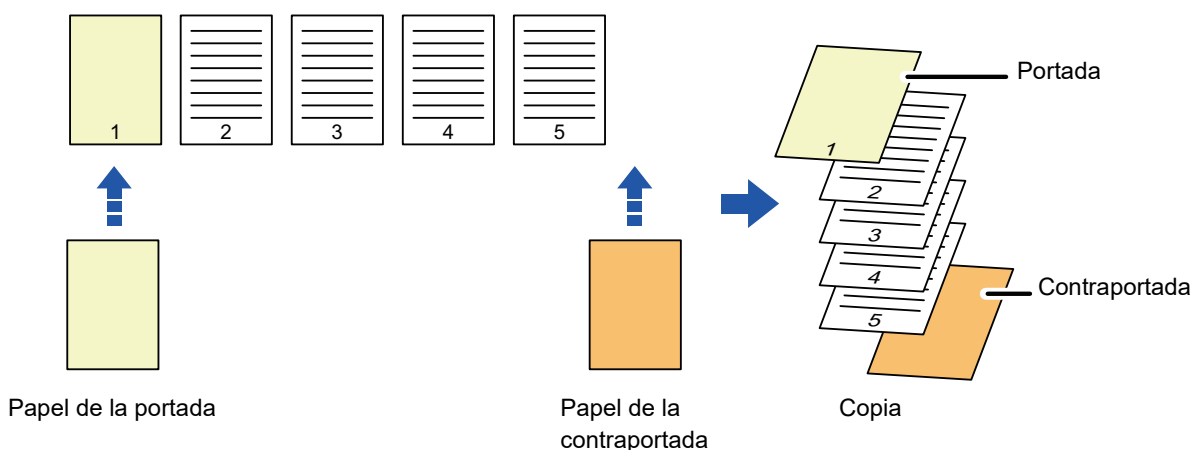 1
2
3
4
5
Portada
1
2
3
4
5
Contraportada
Papel de la portada
Papel de la
contraportada
Copia